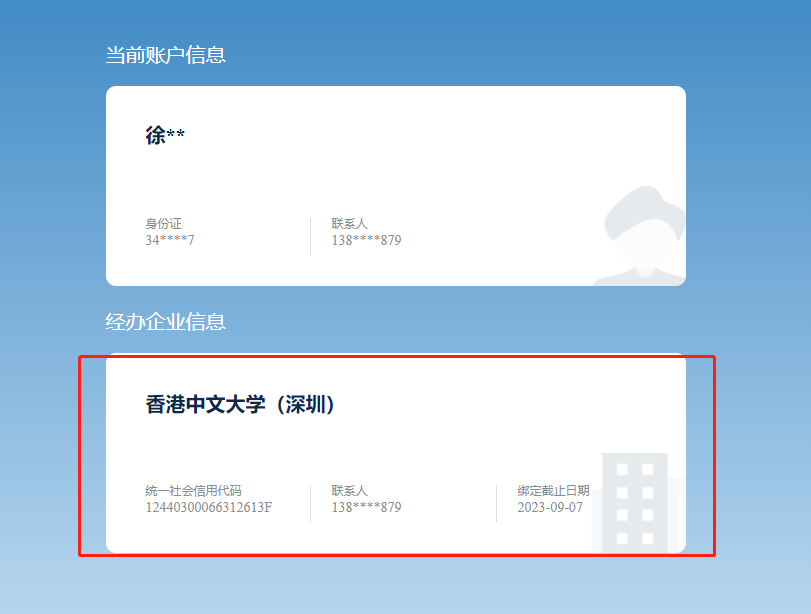 当前账户信息
徐**
身份证
联系人
34****7
138****879
经办企业信息
香港中文大学（深圳）
统一社会信用代码
联系人
绑定截止日期
12440300066312613F
138****879
2023-09-07